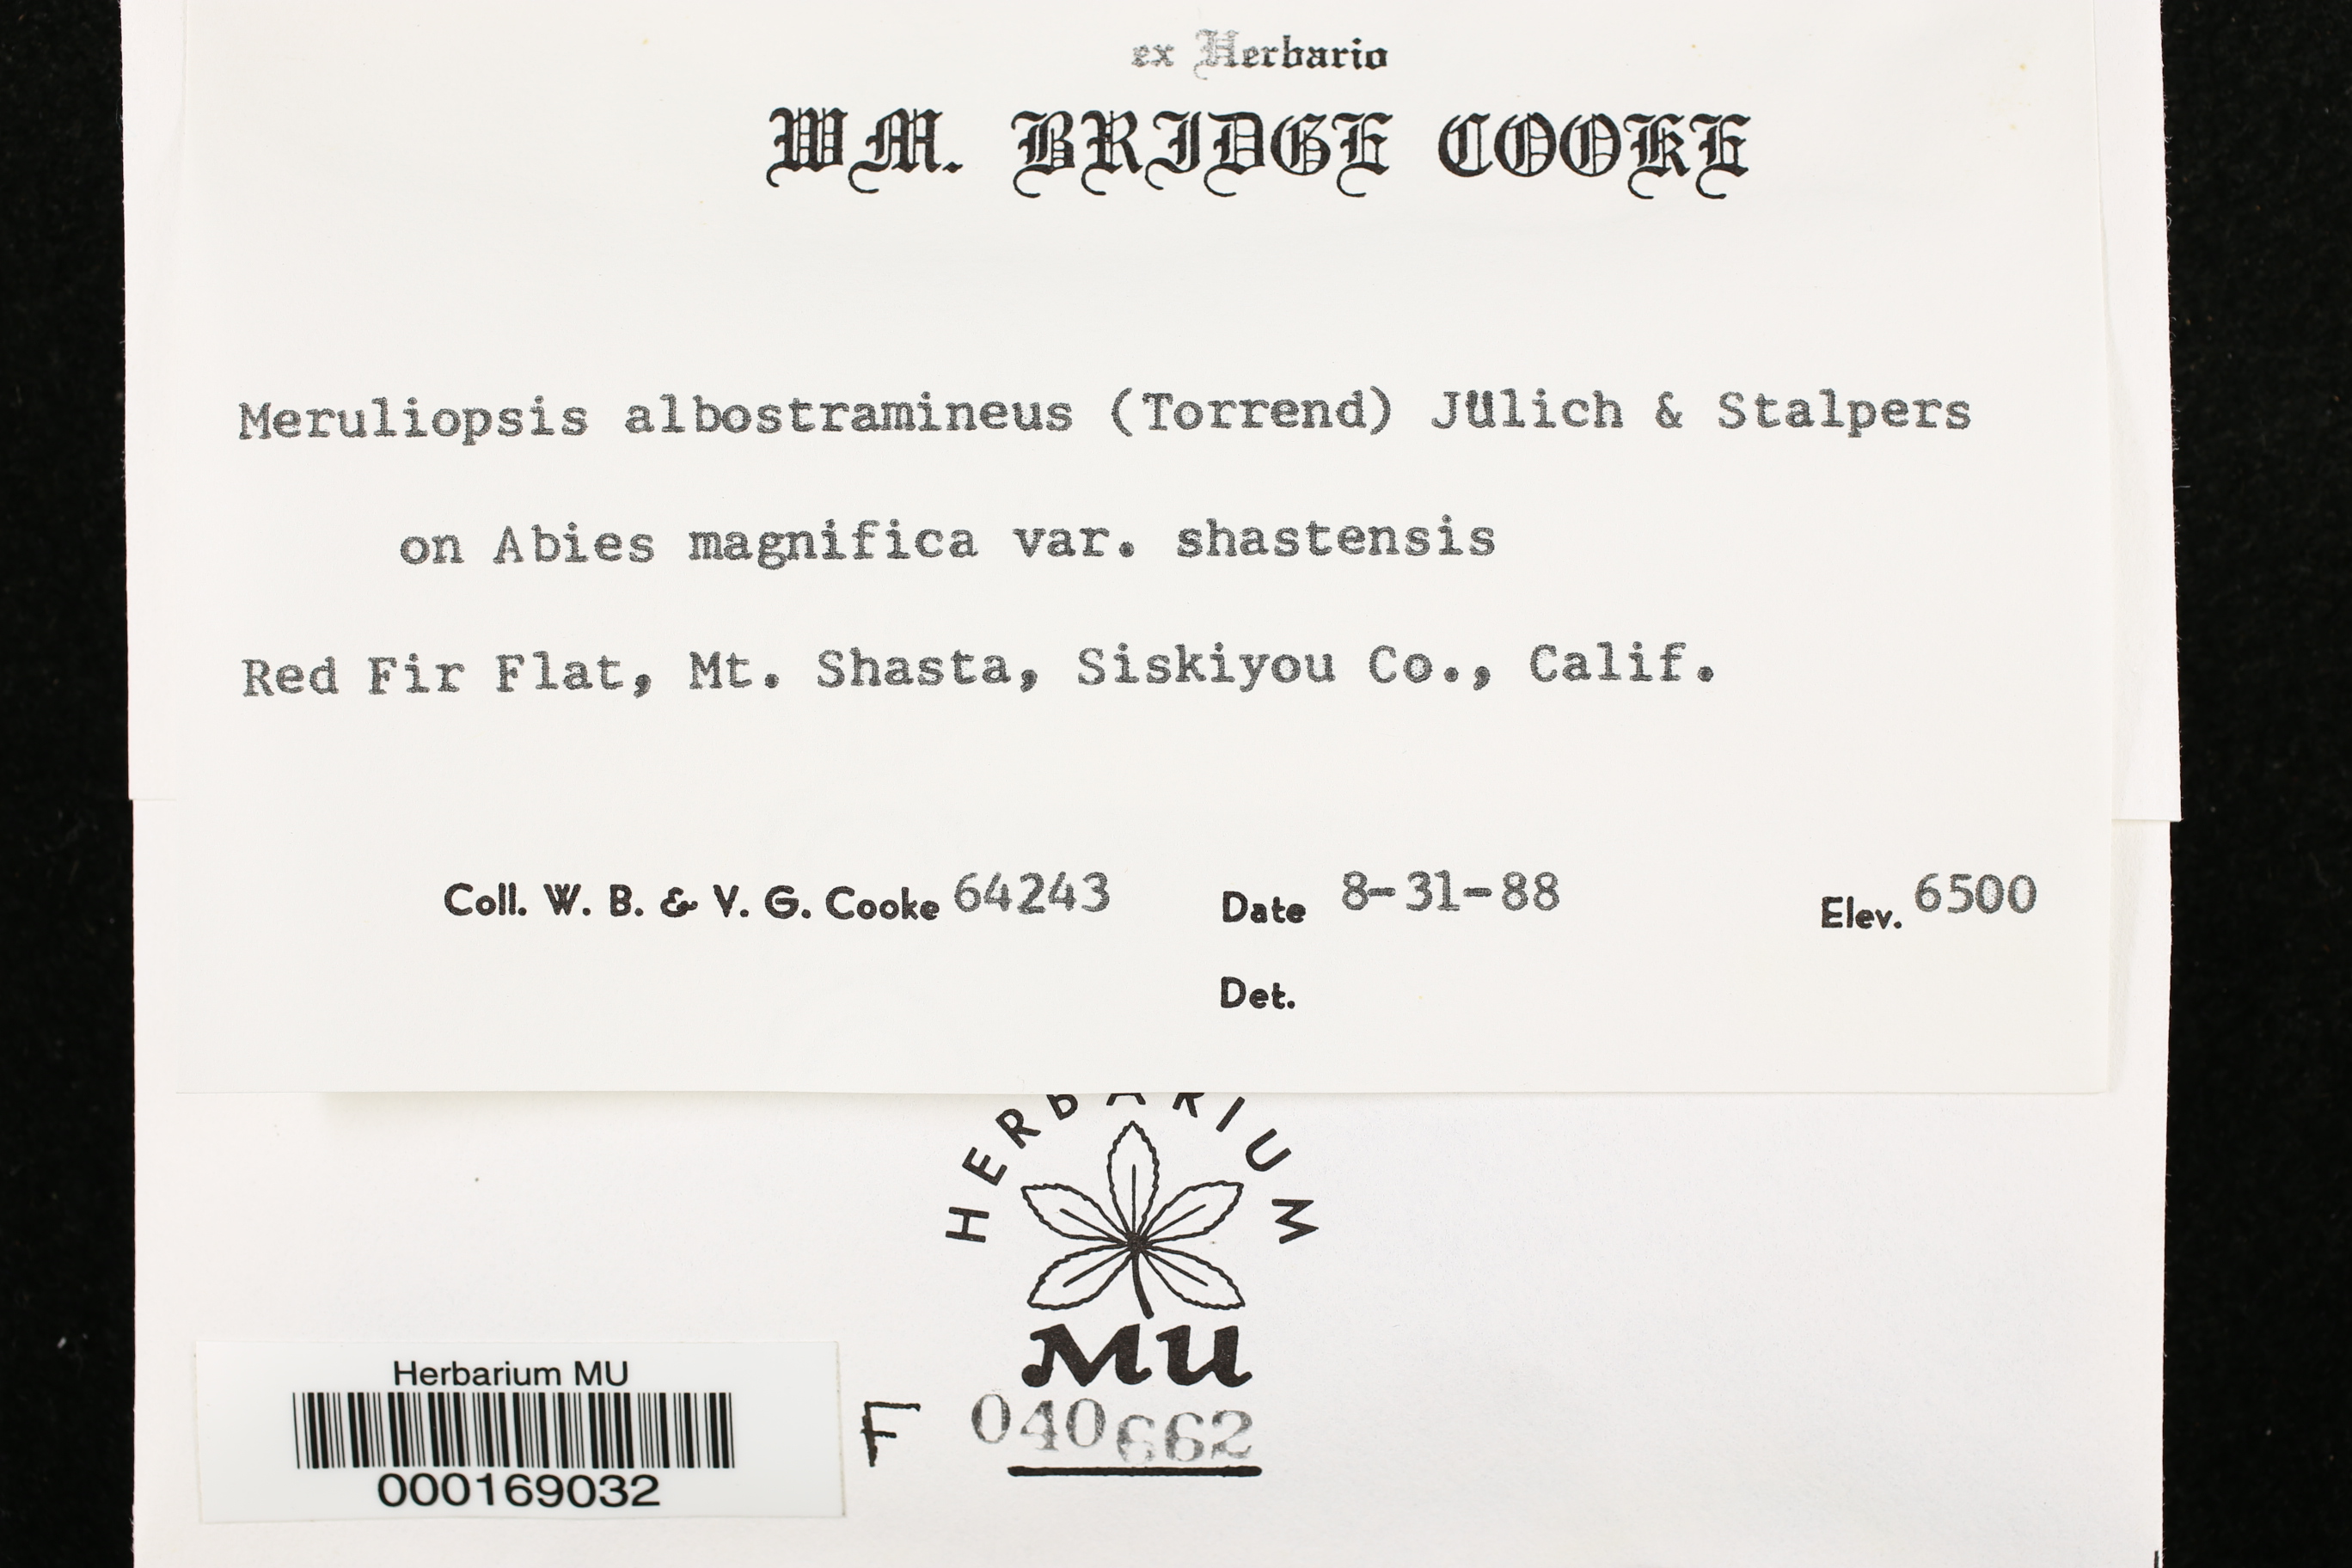 ex Herbario
WM. BRIDGE COOKE
Meruliopsis albostramineus (Torrend) Jülich & Stalpers
on Abies magnifica var. shastensis
Red Fir Flat, Mt. Shasta, Siskiyou Co., Calif.
Coll. W. B. & V. G. Cooke 64243 Date 8-31-88 Elev. 6500
Det.
HERBARIUM
MU
F 040662
Herbarium MU
000169032